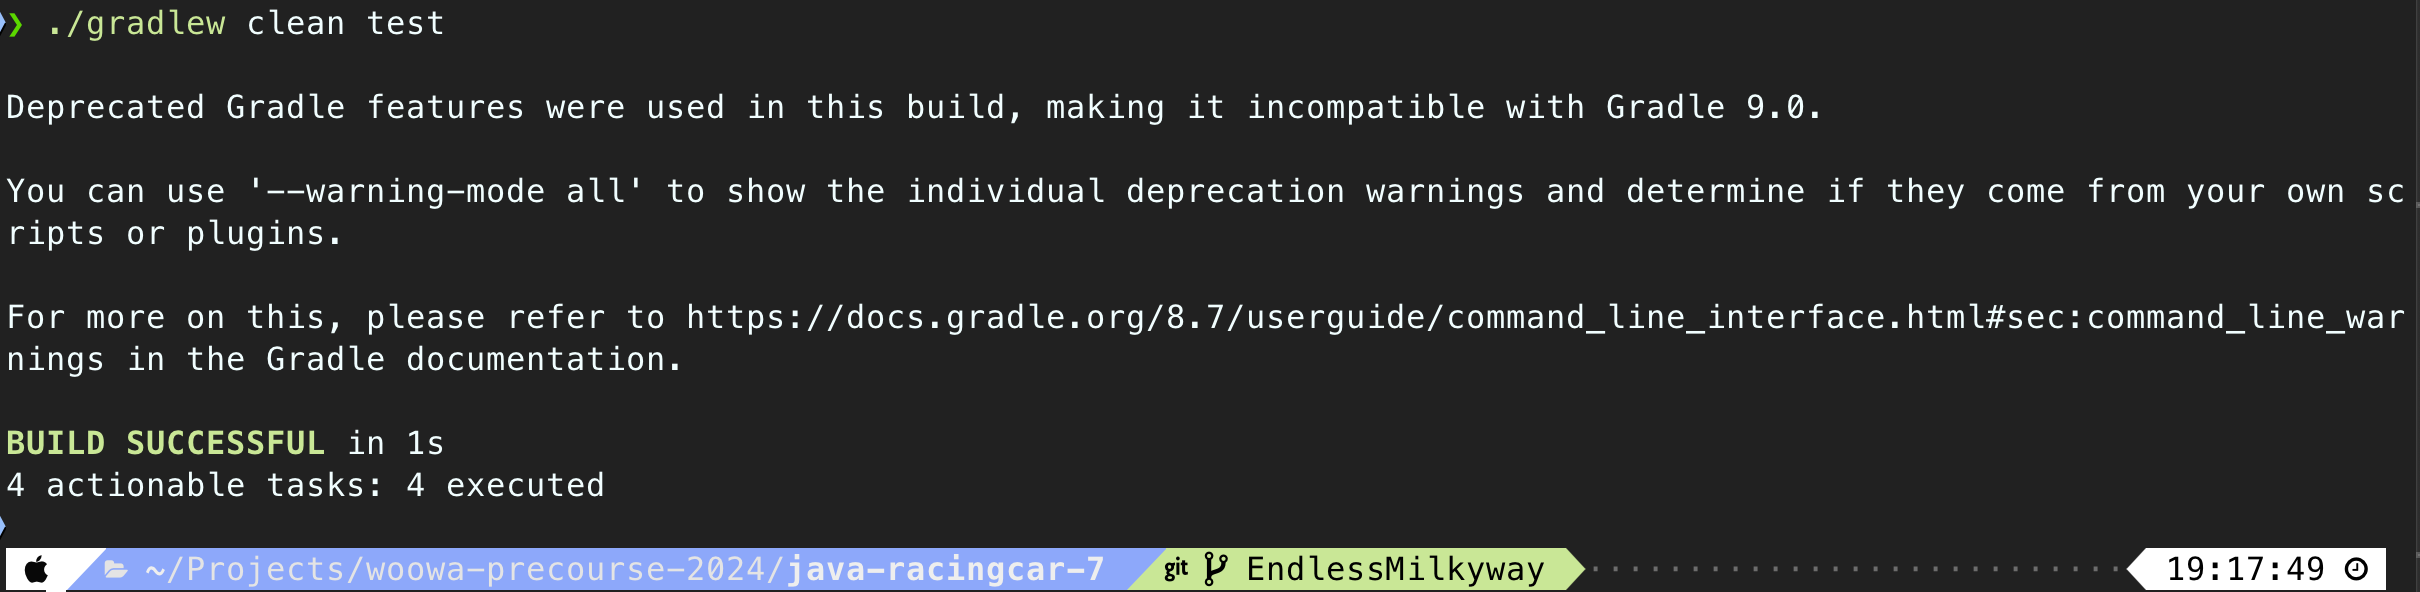 ❯ ./gradlew clean test
Deprecated Gradle features were used in this build, making it incompatible with Gradle 9.0.
You can use '--warning-mode all' to show the individual deprecation warnings and determine if they come from your own sc
ripts or plugins.
For more on this, please refer to https://docs.gradle.org/8.7/userguide/command_line_interface.html#sec:command_line_war
nings in the Gradle documentation.
BUILD SUCCESSFUL in 1s
4 actionable tasks: 4 executed
~/Projects/woowa-precourse-2024/java-racingcar-7 git EndlessMilkyway 19:17:49